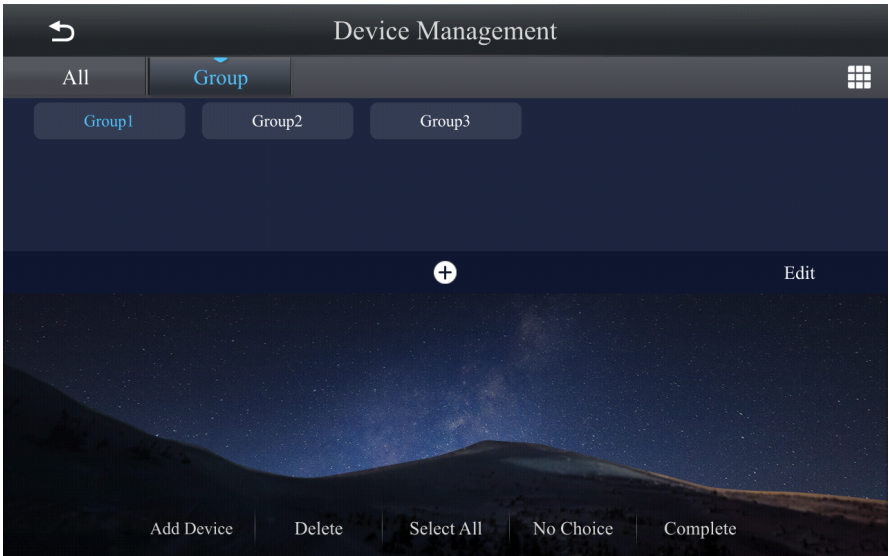 Device Management
All Group
Group1 Group2 Group3
Edit
Add Device Delete Select All No Choice Complete